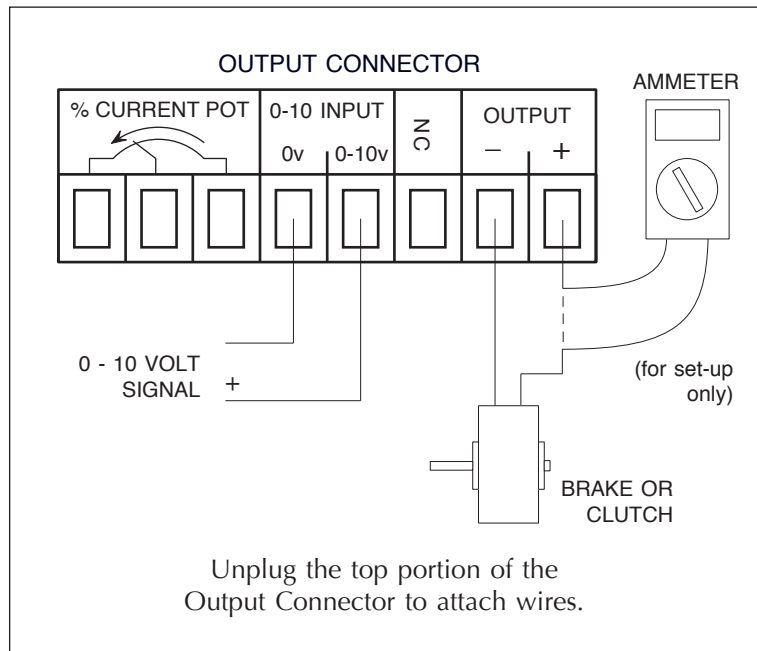 OUTPUT CONNECTOR
AMMETER
% CURRENT POT
0-10 INPUT
0v
0-10v
NC
OUTPUT
–
+
0 - 10 VOLT
SIGNAL
+
(for set-up
only)
BRAKE OR
CLUTCH
Unplug the top portion of the
Output Connector to attach wires.